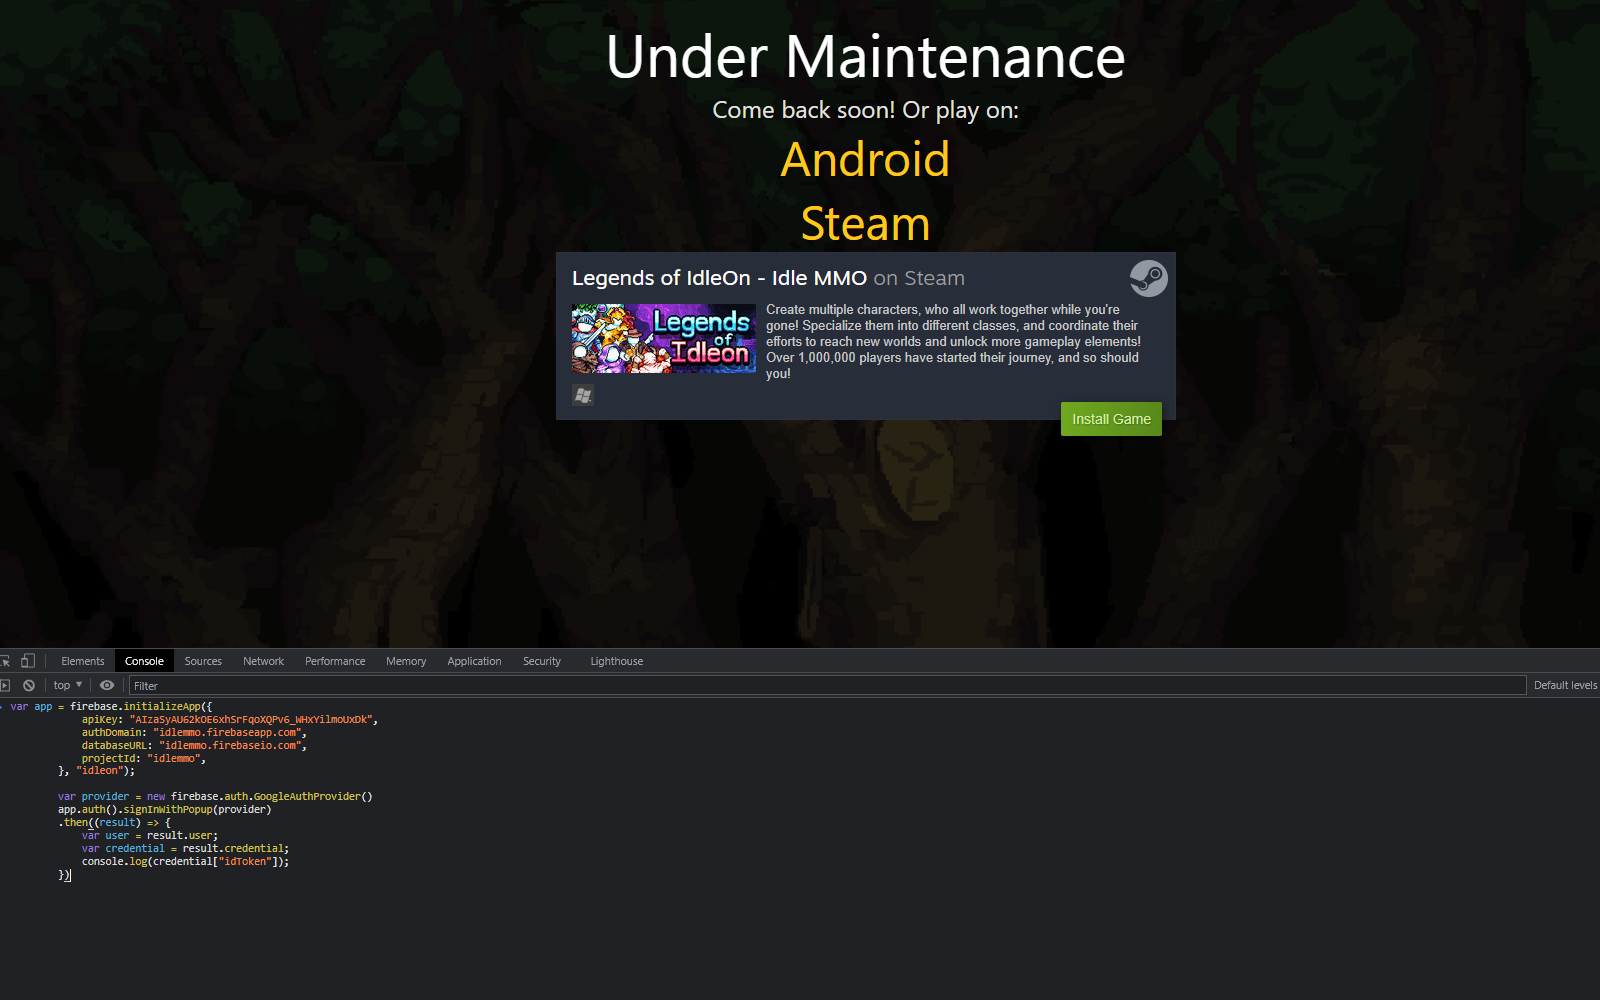 Under Maintenance
Come back soon! Or play on:
Android
Steam
Legends of IdleOn - Idle MMO on Steam
Legends of Idleon
Create multiple characters, who all work together while you're
gone! Specialize them into different classes, and coordinate their
efforts to reach new worlds and unlock more gameplay elements!
Over 1,000,000 players have started their journey, and so should
you!
Install Game
Elements Console Sources Network Performance Memory Application Security Lighthouse
top Filter Default levels
var app = firebase.initializeApp({
apiKey: "AIzaSyAU62kOE6xhSrFqoXQPv6_WHxYilmoUxDk",
authDomain: "idlemmo.firebaseapp.com",
databaseURL: "idlemmo.firebaseio.com",
projectId: "idlemmo",
}, "idleon");
var provider = new firebase.auth.GoogleAuthProvider()
app.auth().signInWithPopup(provider)
.then((result) => {
var user = result.user;
var credential = result.credential;
console.log(credential["idToken"]);
})